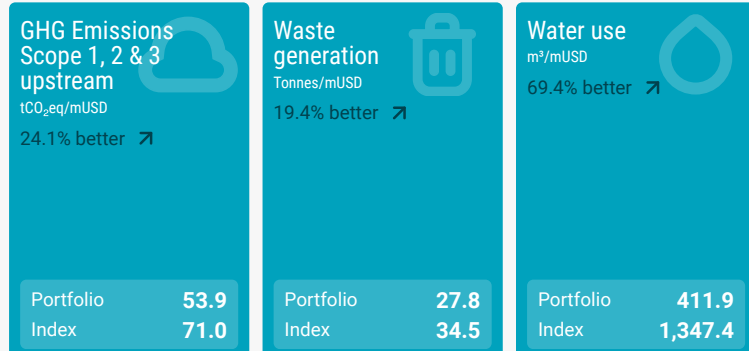 GHG Emissions
Scope 1, 2 & 3
upstream
tCO₂eq/mUSD
24.1% better
Portfolio 53.9
Index 71.0
Waste
generation
Tonnes/mUSD
19.4% better
Portfolio 27.8
Index 34.5
Water use
m³/mUSD
69.4% better
Portfolio 411.9
Index 1,347.4